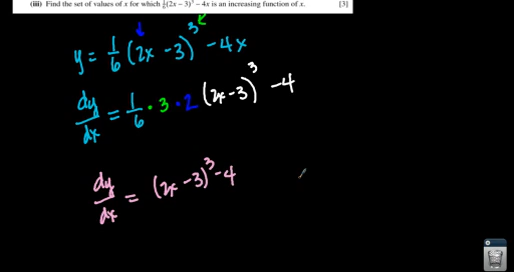 (iii) Find the set of values of x for which 1/6(2x − 3)³ − 4x is an increasing function of x. [3]
y = 1/6 (2x − 3)³ − 4x
dy/dx = 1/6 · 3 · 2 (2x − 3)³ − 4
dy/dx = (2x − 3)³ − 4